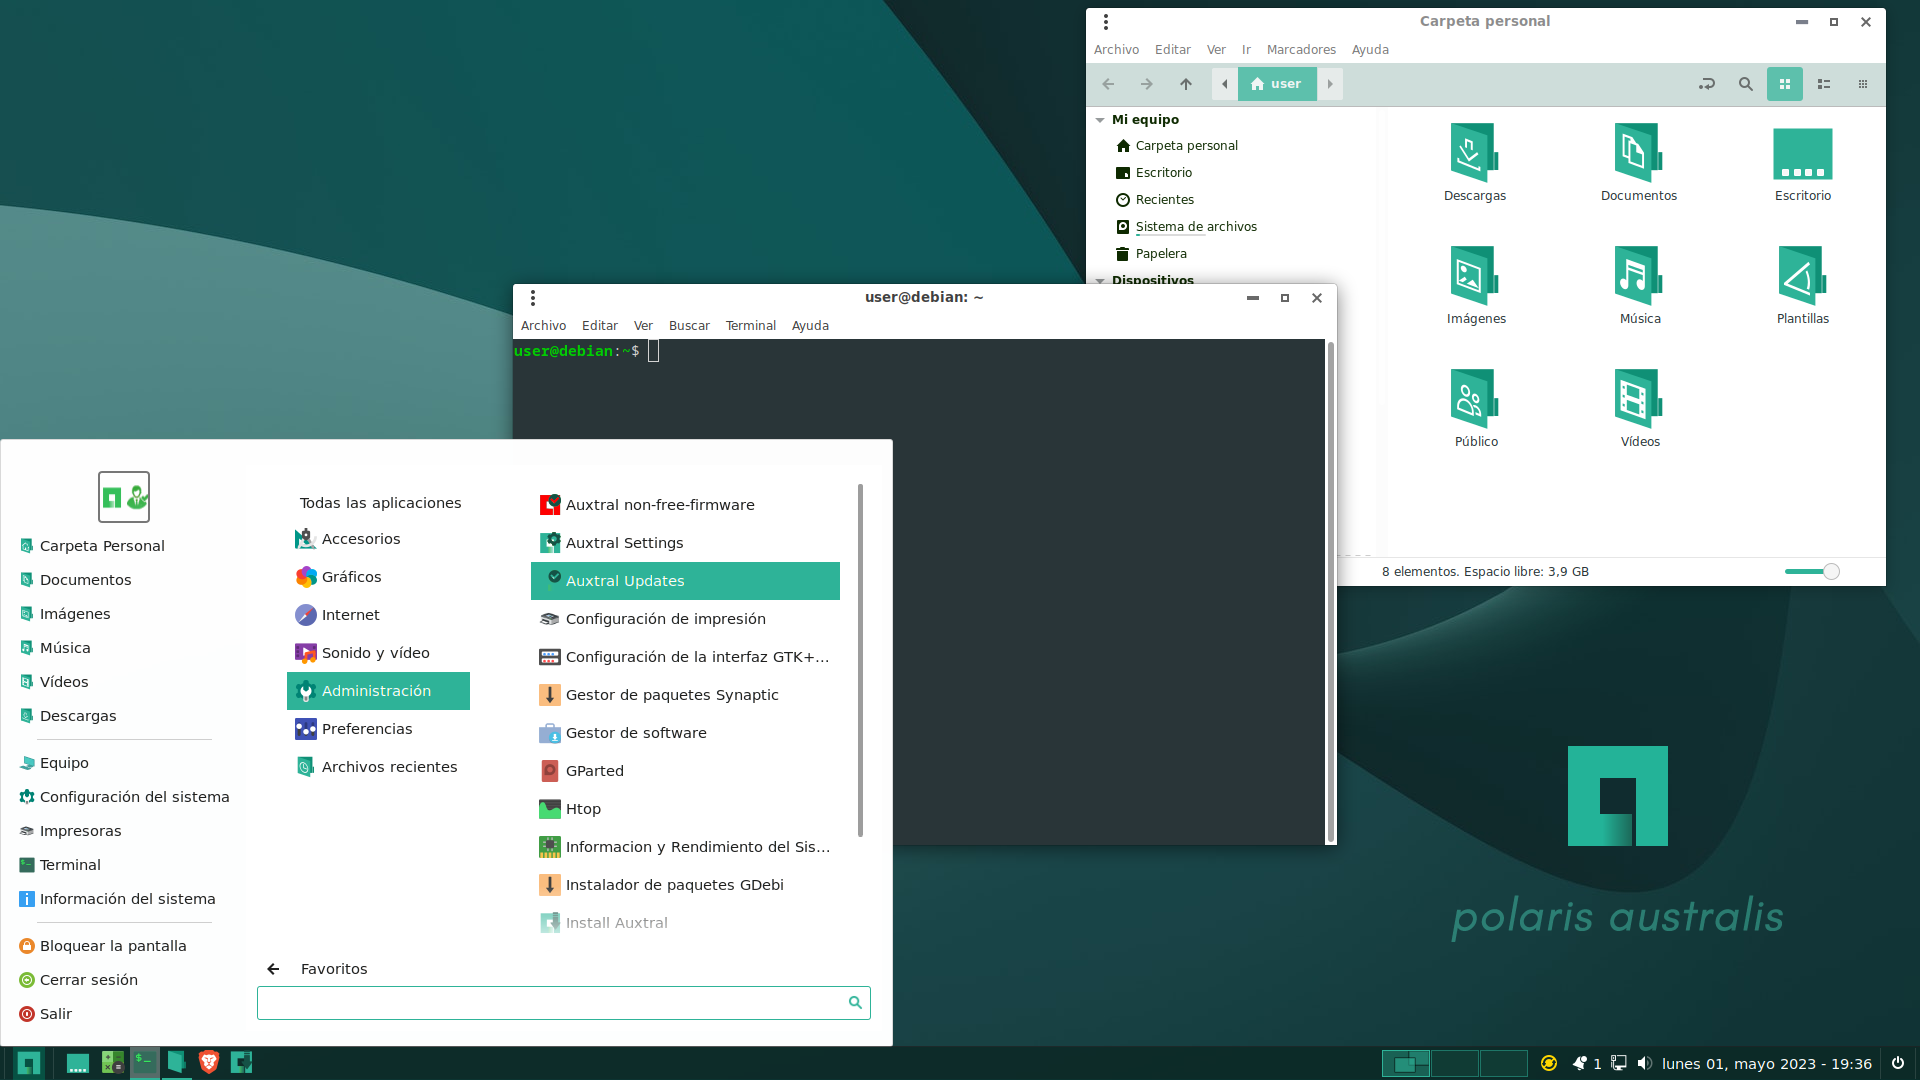 Carpeta personal
Archivo Editar Ver Ir Marcadores Ayuda
user
Mi equipo
Carpeta personal
Escritorio
Recientes
Sistema de archivos
Papelera
Dispositivos
Descargas
Documentos
Escritorio
Imágenes
Música
Plantillas
Público
Vídeos
8 elementos. Espacio libre: 3,9 GB
user@debian: ~
Archivo Editar Ver Buscar Terminal Ayuda
user@debian:~$
Carpeta Personal
Documentos
Imágenes
Música
Vídeos
Descargas
Equipo
Configuración del sistema
Impresoras
Terminal
Información del sistema
Bloquear la pantalla
Cerrar sesión
Salir
Todas las aplicaciones
Accesorios
Gráficos
Internet
Sonido y vídeo
Administración
Preferencias
Archivos recientes
Auxtral non-free-firmware
Auxtral Settings
Auxtral Updates
Configuración de impresión
Configuración de la interfaz GTK+...
Gestor de paquetes Synaptic
Gestor de software
GParted
Htop
Informacion y Rendimiento del Sis...
Instalador de paquetes GDebi
Install Auxtral
Favoritos
polaris australis
1
lunes 01, mayo 2023 - 19:36